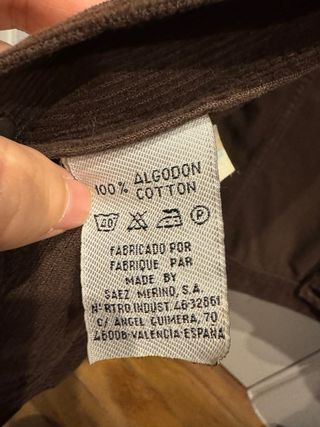 100% ALGODON
COTTON
40 P
FABRICADO POR
FABRIQUE PAR
MADE BY
SAEZ MERINO, S.A.
Nº RTRO. INDUST. 46-32861
C/ ANGEL GUIMERA, 70
46008-VALENCIA-ESPAÑA